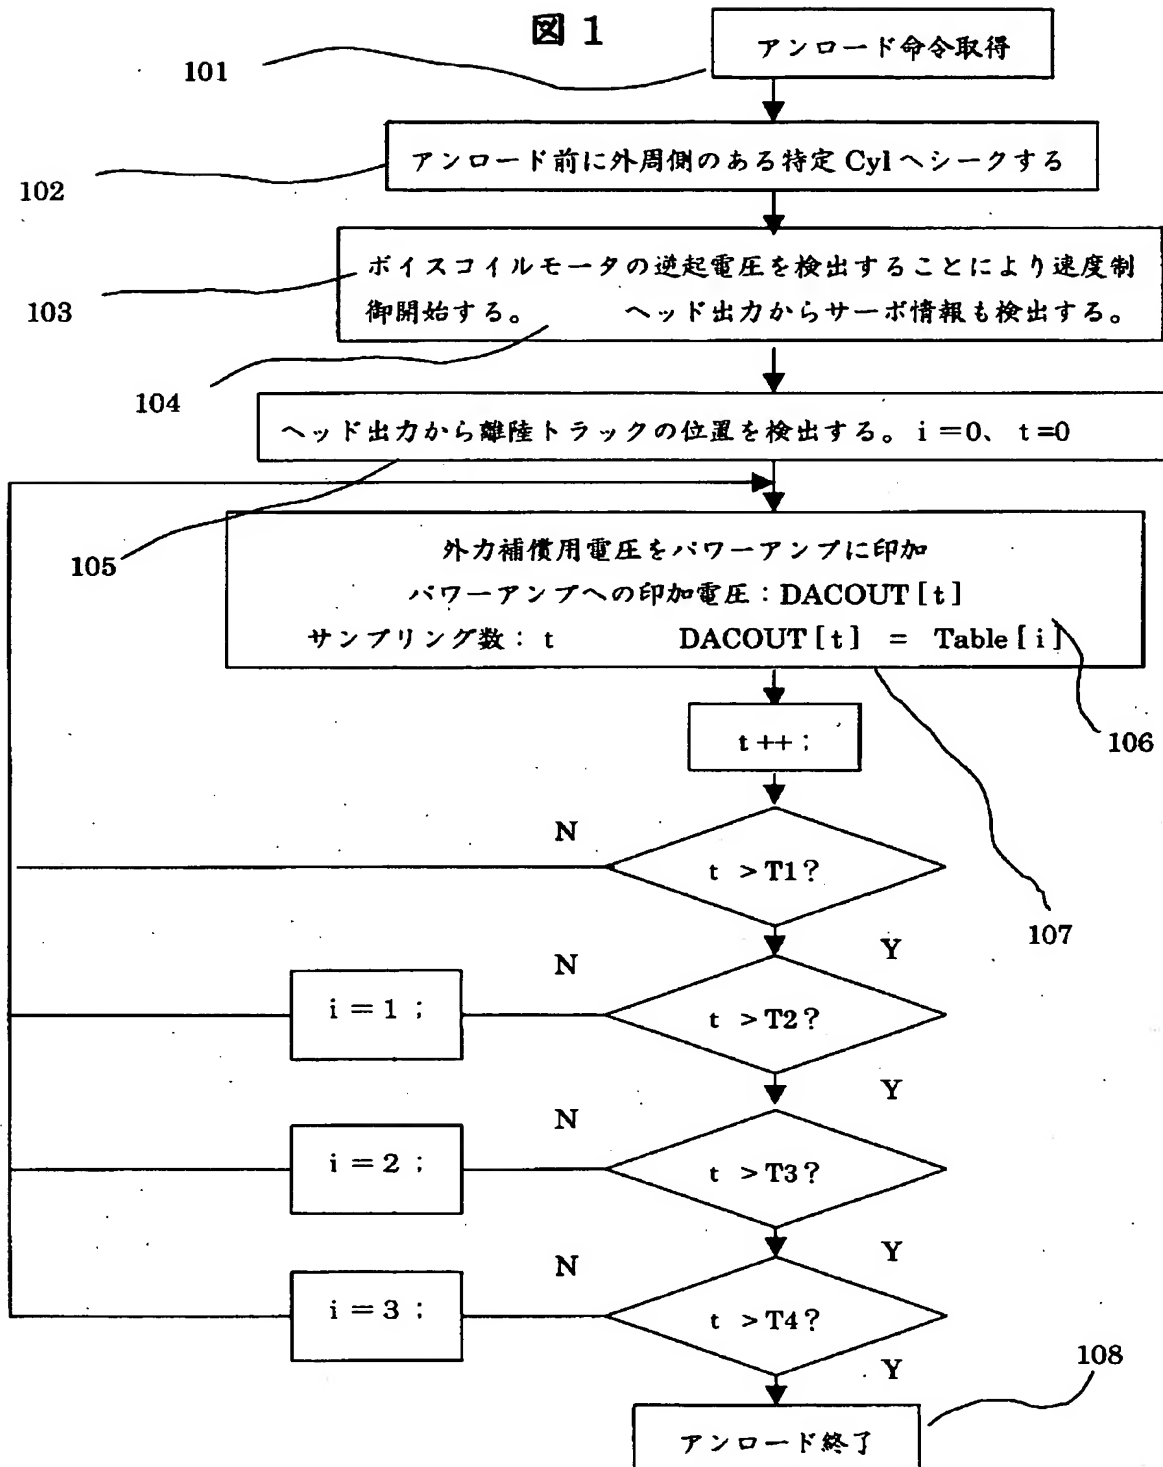 図 1
アンロード命令取得
101
アンロード前に外周側のある特定 Cyl へシークする
102
ボイスコイルモータの逆起電圧を検出することにより速度制
御開始する。 ヘッド出力からサーボ情報も検出する。
103
104
ヘッド出力から離陸トラックの位置を検出する。i =0、t=0
105
外力補償用電圧をパワーアンプに印加
パワーアンプへの印加電圧：DACOUT [t]
サンプリング数：t DACOUT [t] = Table [i]
106
t ++ ;
N
t >T1?
107
Y
N
i = 1 ;
t >T2?
Y
N
i = 2 ;
t >T3?
Y
N
i = 3 ;
t >T4?
Y
108
アンロード終了